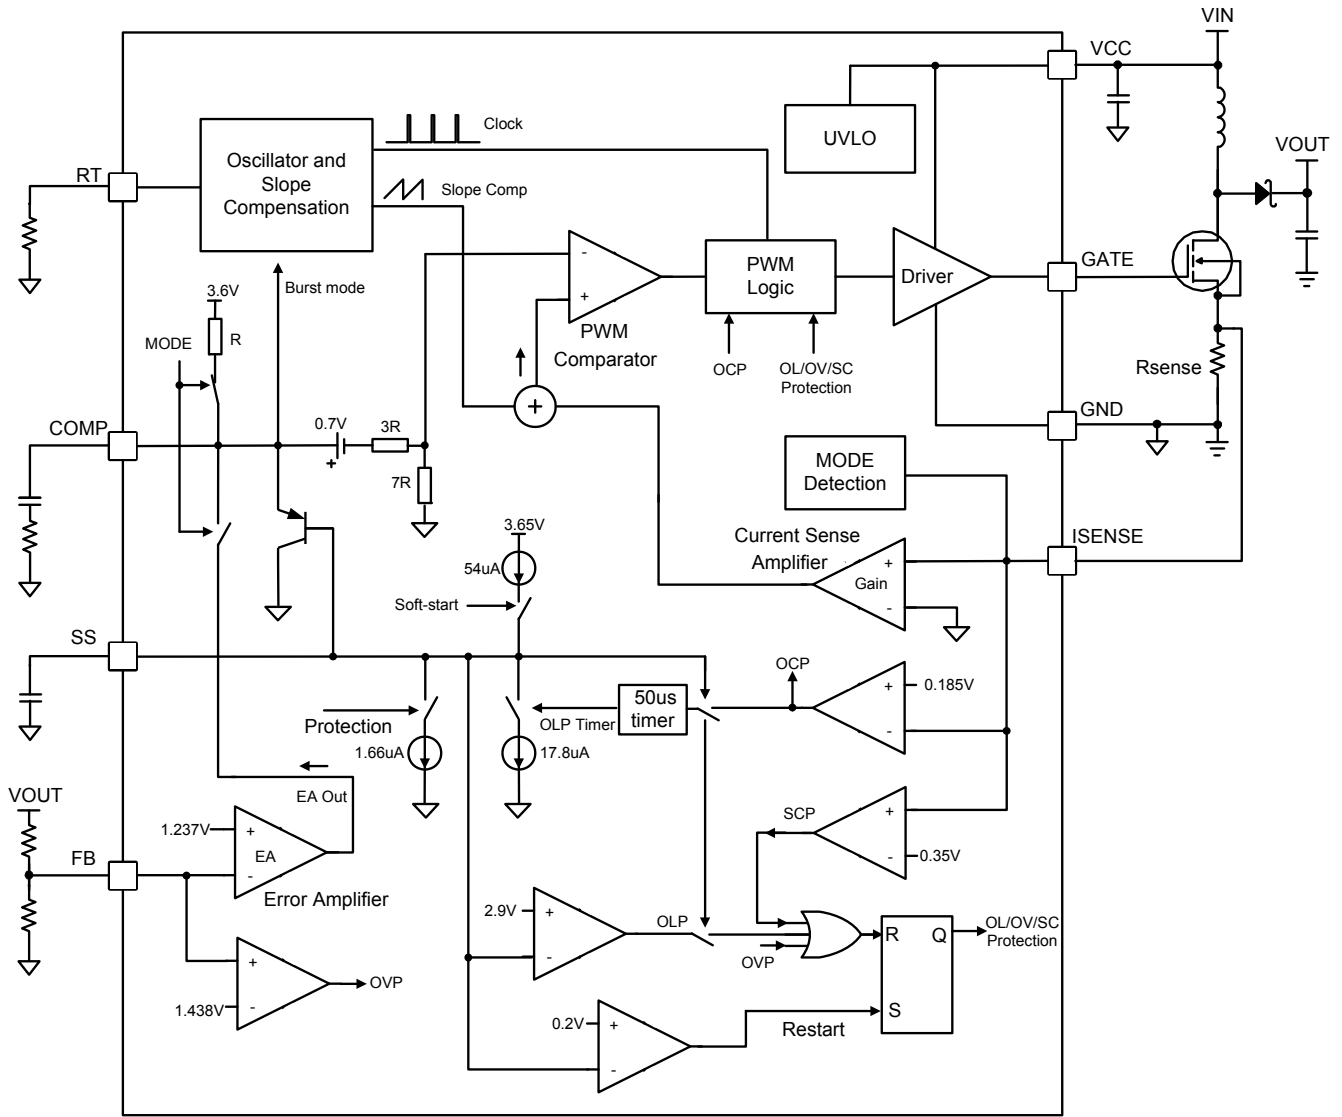 VIN
VCC
UVLO
VOUT
Clock
Oscillator and
Slope
Compensation
Slope Comp
RT
Burst mode
-
+
PWM
Comparator
PWM
Logic
Driver
GATE
OCP
OL/OV/SC
Protection
Rsense
3.6V
R
MODE
COMP
0.7V
+
3R
7R
+
GND
MODE
Detection
3.65V
54uA
Soft-start
Current Sense
Amplifier
+
Gain
-
ISENSE
SS
Protection
1.66uA
OLP Timer
17.8uA
50us
timer
OCP
+
0.185V
-
EA Out
VOUT
1.237V
+
EA
-
FB
Error Amplifier
SCP
+
-
0.35V
2.9V
+
-
OLP
OVP
R
Q
S
OL/OV/SC
Protection
+
1.438V
-
OVP
0.2V
+
-
Restart